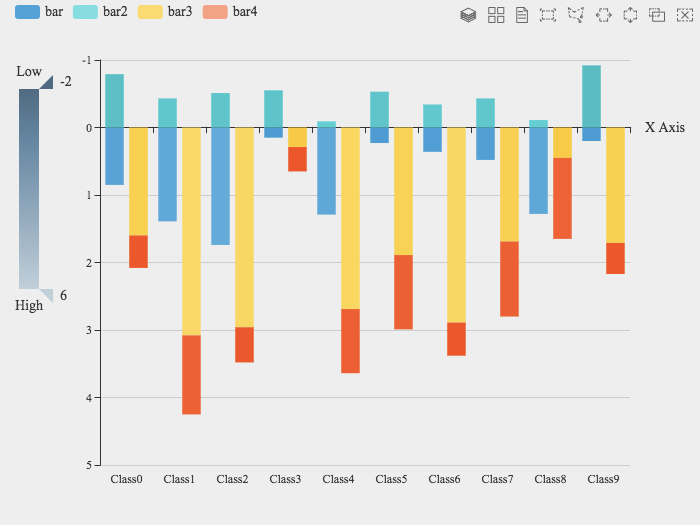 bar bar2 bar3 bar4
Low
-2
6
High
-1
0
1
2
3
4
5
X Axis
Class0 Class1 Class2 Class3 Class4 Class5 Class6 Class7 Class8 Class9